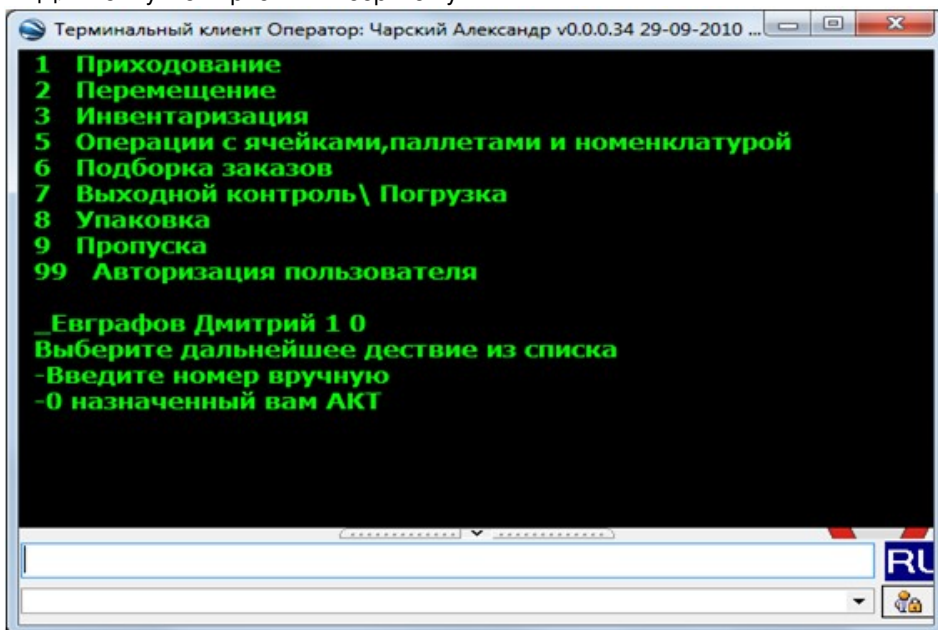 Терминальный клиент Оператор: Чарский Александр v0.0.0.34 29-09-2010 ...
1 Приходование
2 Перемещение
3 Инвентаризация
5 Операции с ячейками,паллетами и номенклатурой
6 Подборка заказов
7 Выходной контроль\ Погрузка
8 Упаковка
9 Пропуска
99 Авторизация пользователя
_Евграфов Дмитрий 1 0
Выберите дальнейшее дествие из списка
-Введите номер вручную
-0 назначенный вам АКТ
RU